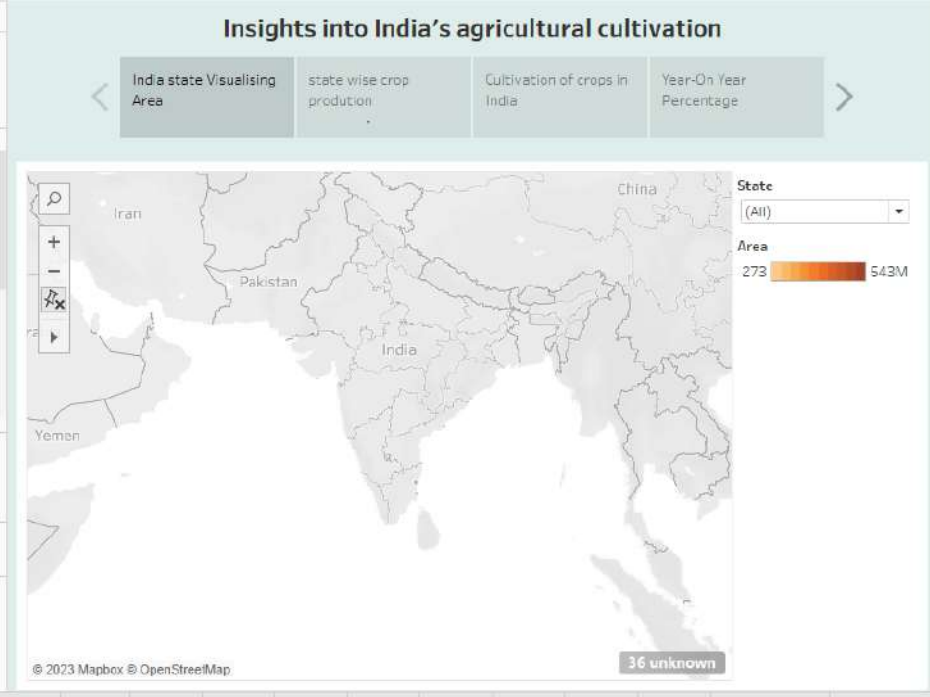 Insights into India's agricultural cultivation
India state Visualising
Area
state wise crop
prodution
Cultivation of crops in
India
Year-On Year
Percentage
Iran
China
Pakistan
India
Yemen
State
(All)
Area
273
543M
36 unknown
© 2023 Mapbox © OpenStreetMap